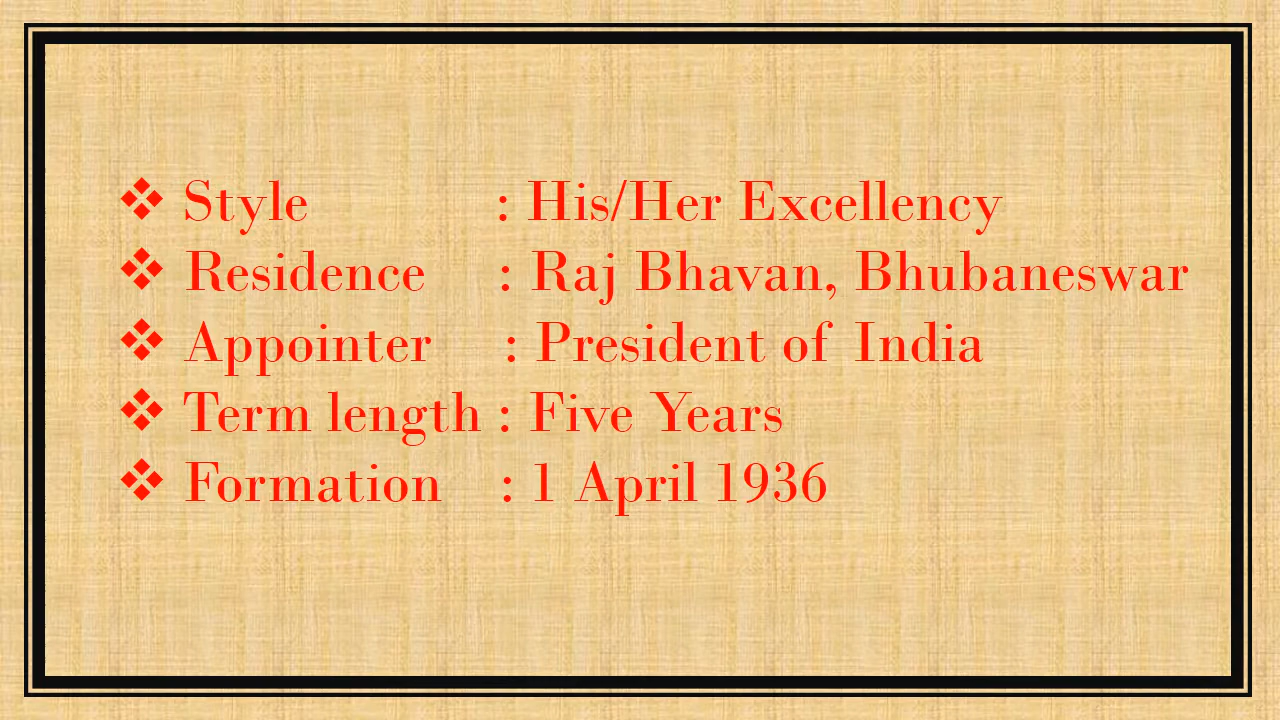 ❖ Style : His/Her Excellency
❖ Residence : Raj Bhavan, Bhubaneswar
❖ Appointer : President of India
❖ Term length : Five Years
❖ Formation : 1 April 1936